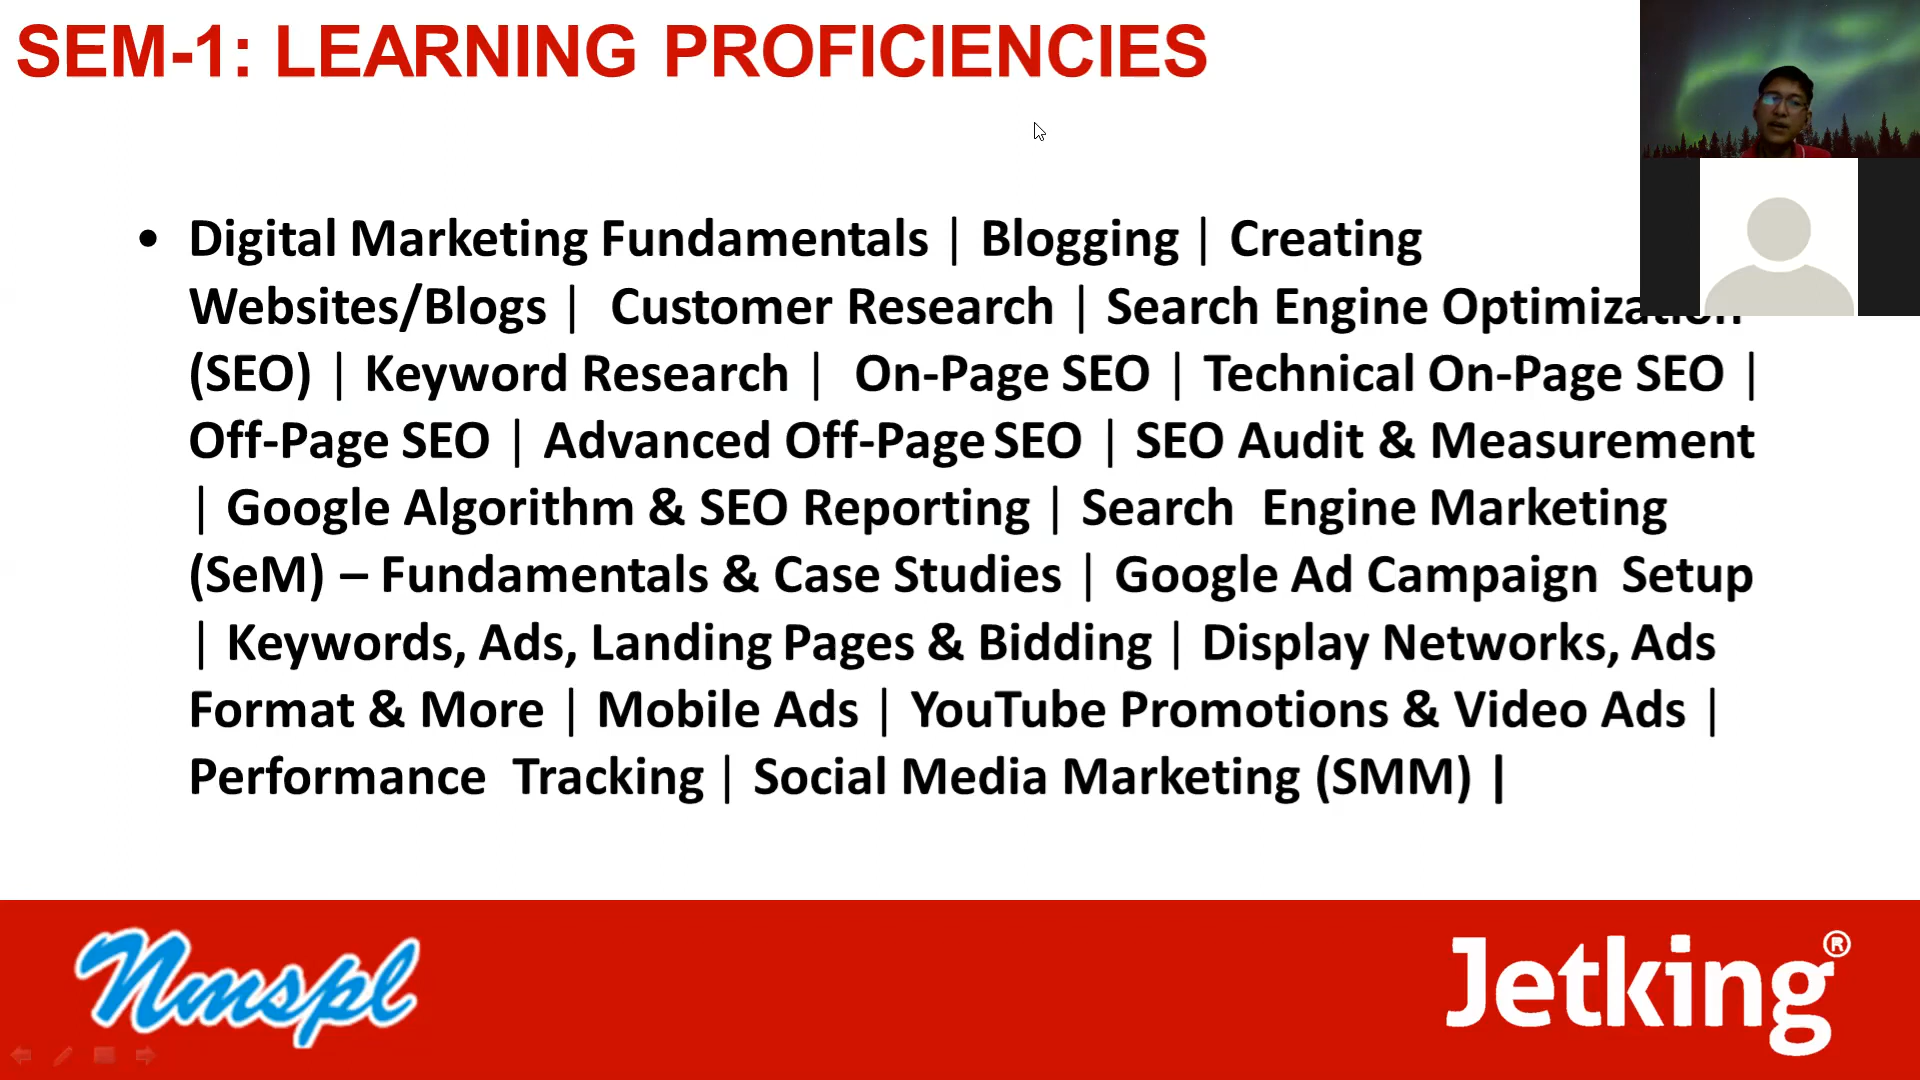 SEM-1: LEARNING PROFICIENCIES
• Digital Marketing Fundamentals | Blogging | Creating
Websites/Blogs | Customer Research | Search Engine Optimization
(SEO) | Keyword Research | On-Page SEO | Technical On-Page SEO |
Off-Page SEO | Advanced Off-Page SEO | SEO Audit & Measurement
| Google Algorithm & SEO Reporting | Search Engine Marketing
(SeM) – Fundamentals & Case Studies | Google Ad Campaign Setup
| Keywords, Ads, Landing Pages & Bidding | Display Networks, Ads
Format & More | Mobile Ads | YouTube Promotions & Video Ads |
Performance Tracking | Social Media Marketing (SMM) |
Nmspl
Jetking®